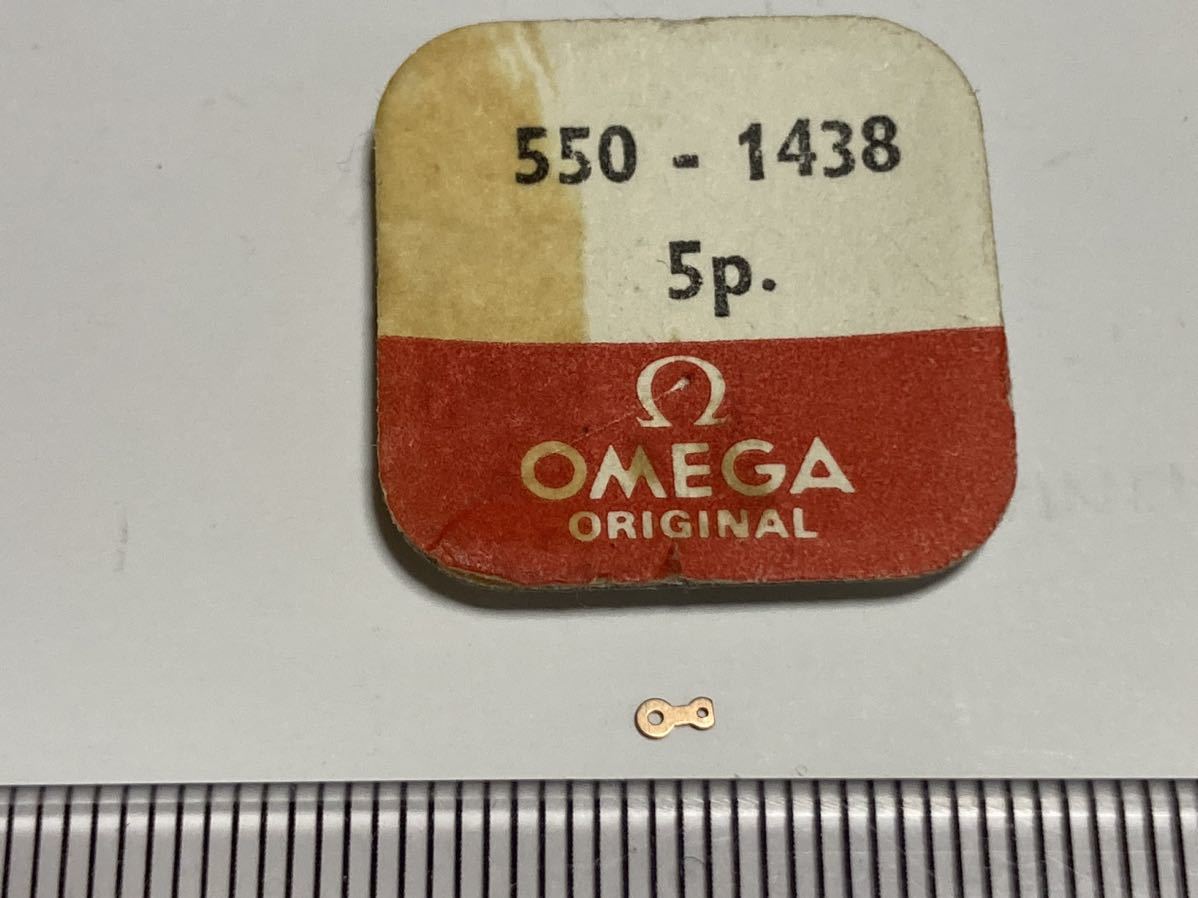 550 - 1438
5p.
Ω
OMEGA
ORIGINAL